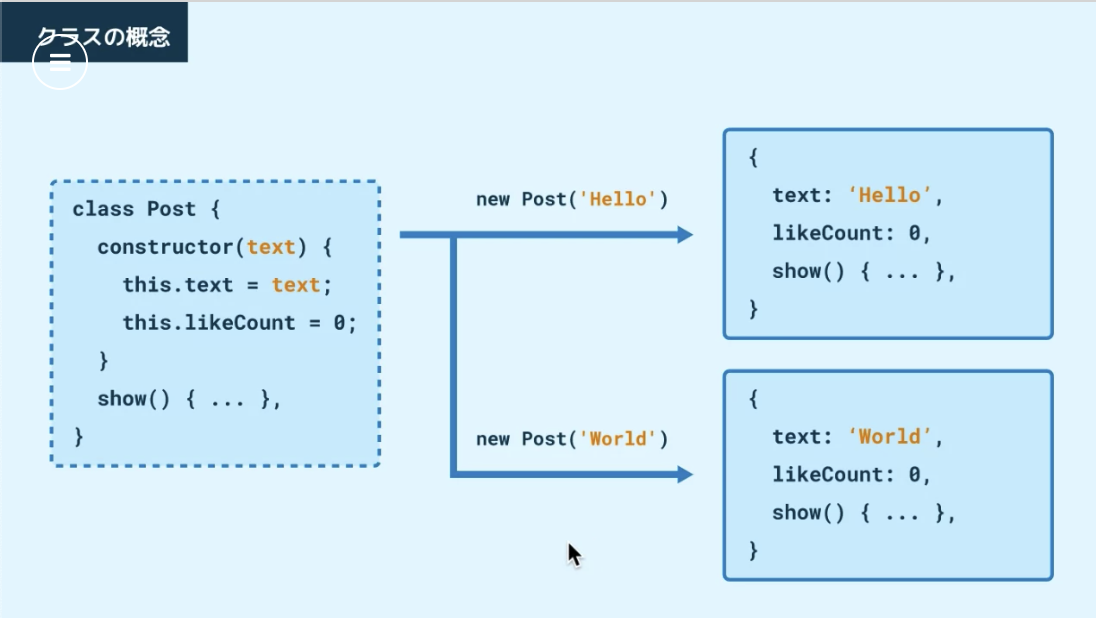 クラスの概念
class Post {
constructor(text) {
this.text = text;
this.likeCount = 0;
}
show() { ... },
}
new Post('Hello')
{
text: ‘Hello’,
likeCount: 0,
show() { ... },
}
new Post('World')
{
text: ‘World’,
likeCount: 0,
show() { ... },
}